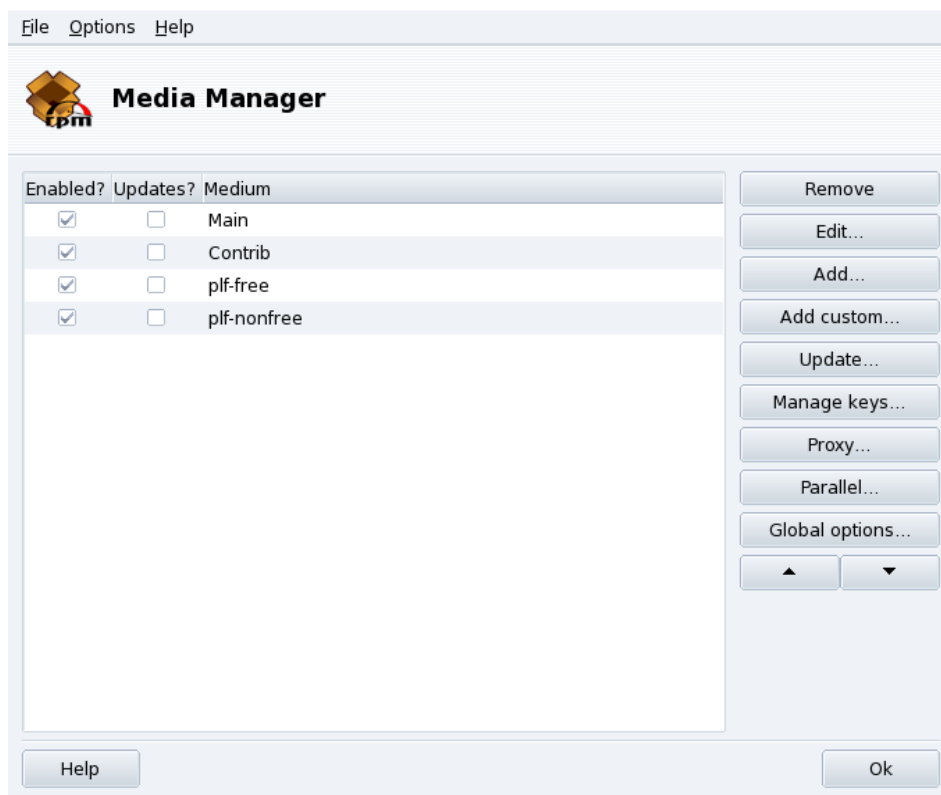 File Options Help
rpm
Media Manager
Enabled? Updates? Medium
Main
Contrib
plf-free
plf-nonfree
Remove
Edit...
Add...
Add custom...
Update...
Manage keys...
Proxy...
Parallel...
Global options...
Help
Ok